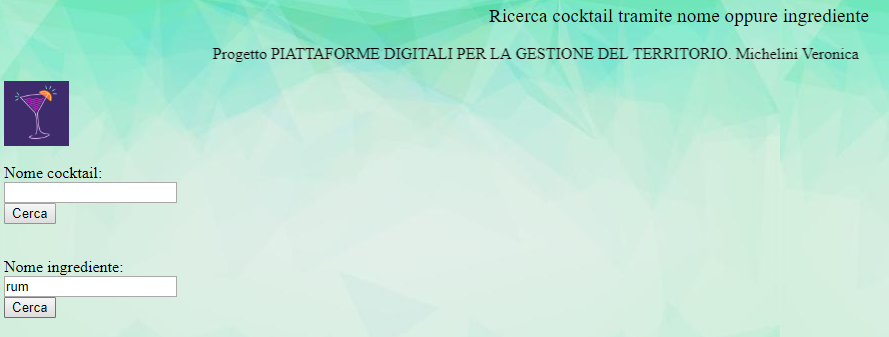 Ricerca cocktail tramite nome oppure ingrediente
Progetto PIATTAFORME DIGITALI PER LA GESTIONE DEL TERRITORIO. Michelini Veronica
Nome cocktail:
Cerca
Nome ingrediente:
rum
Cerca